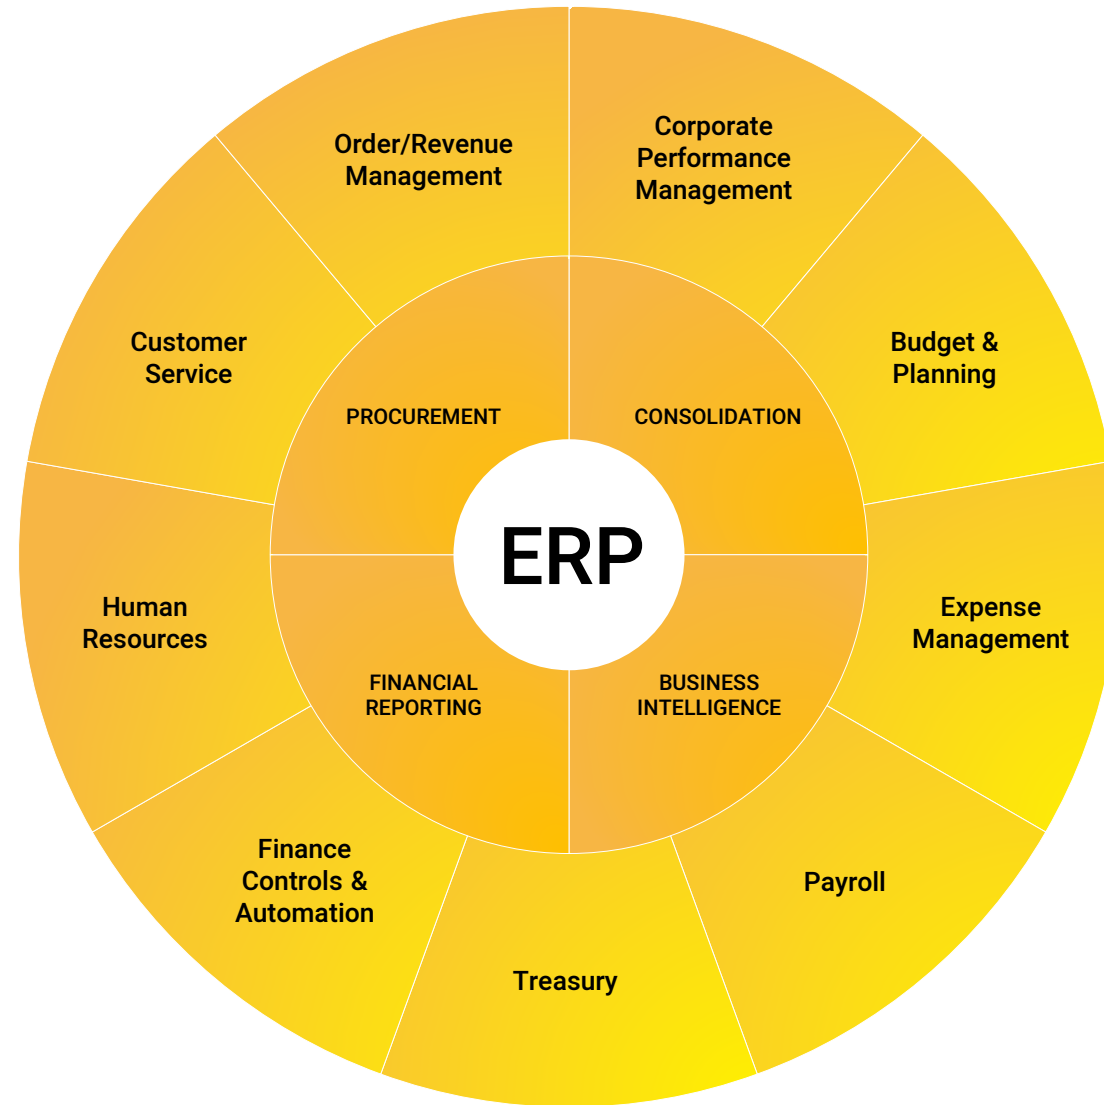 Order/Revenue
Management
Corporate
Performance
Management
Customer
Service
Budget &
Planning
PROCUREMENT
CONSOLIDATION
ERP
Human
Resources
Expense
Management
FINANCIAL
REPORTING
BUSINESS
INTELLIGENCE
Finance
Controls &
Automation
Payroll
Treasury